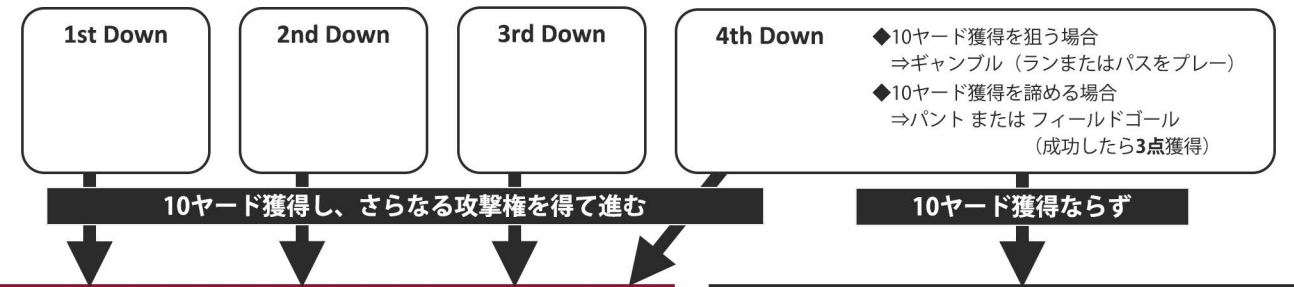 1st Down
2nd Down
3rd Down
4th Down
◆10ヤード獲得を狙う場合
⇒ギャンブル（ランまたはパスをプレー）
◆10ヤード獲得を諦める場合
⇒パント または フィールドゴール
（成功したら3点獲得）
10ヤード獲得し、さらなる攻撃権を得て進む
10ヤード獲得ならず